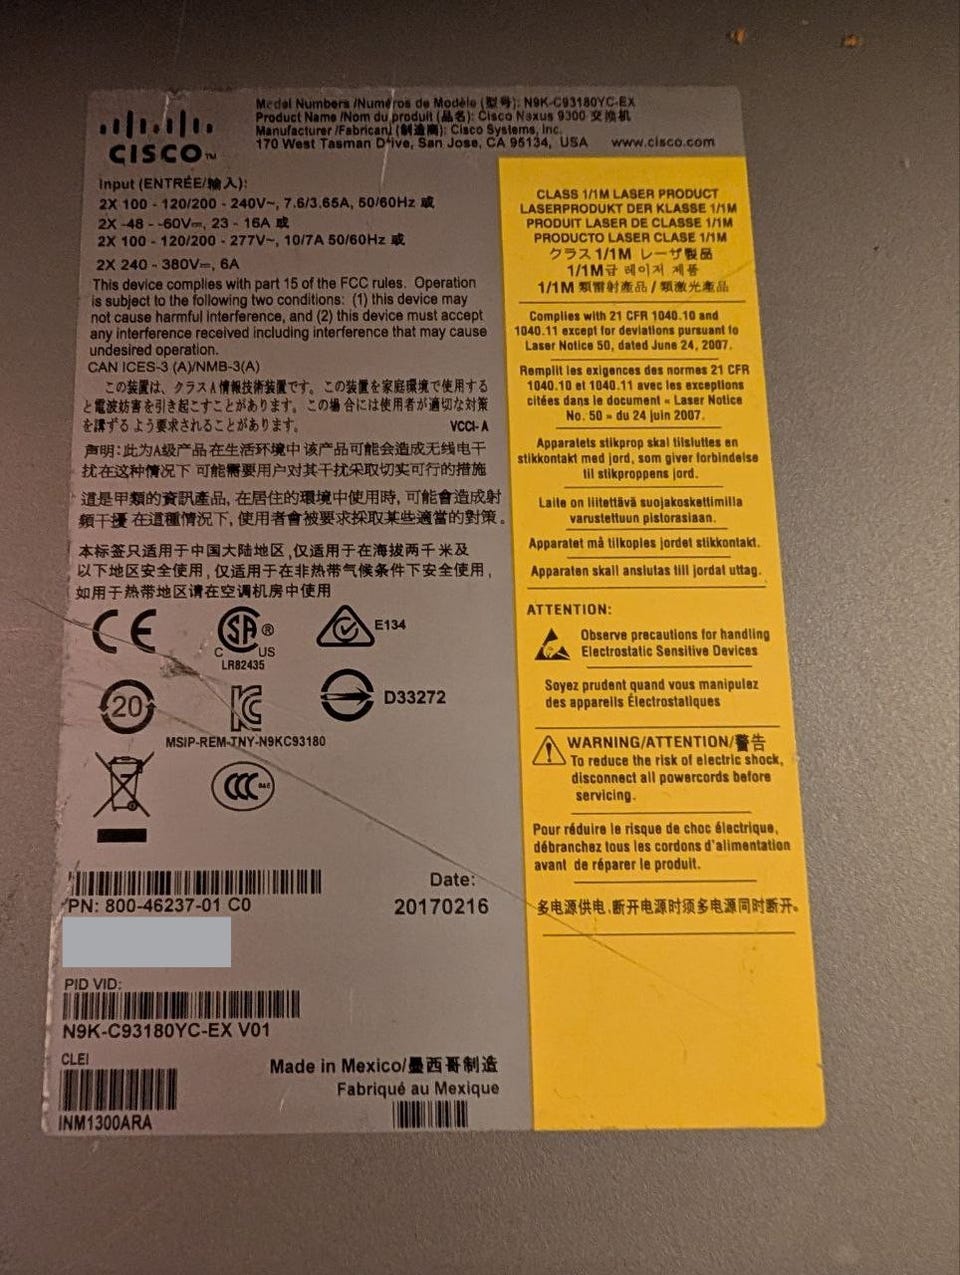 CISCO TM
Model Numbers /Numéros de Modèle (型号): N9K-C93180YC-EX
Product Name /Nom du produit (品名): Cisco Nexus 9300 交换机
Manufacturer /Fabricant (制造商): Cisco Systems, Inc.
170 West Tasman Drive, San Jose, CA 95134, USA www.cisco.com
Input (ENTRÉE/输入):
2X 100 - 120/200 - 240V~, 7.6/3.65A, 50/60Hz 或
2X -48 - -60V⎓, 23 - 16A 或
2X 100 - 120/200 - 277V~, 10/7A 50/60Hz 或
2X 240 - 380V⎓, 6A
This device complies with part 15 of the FCC rules. Operation
is subject to the following two conditions: (1) this device may
not cause harmful interference, and (2) this device must accept
any interference received including interference that may cause
undesired operation.
CAN ICES-3 (A)/NMB-3(A)
この装置は、クラスA情報技術装置です。この装置を家庭環境で使用する
と電波妨害を引き起こすことがあります。この場合には使用者が適切な対策
を講ずるよう要求されることがあります。 VCCI-A
声明:此为A级产品在生活环境中该产品可能会造成无线电干
扰在这种情况下可能需要用户对其干扰采取切实可行的措施
這是甲類的資訊產品,在居住的環境中使用時,可能會造成射
頻干擾在這種情況下,使用者會被要求採取某些適當的對策。
本标签只适用于中国大陆地区,仅适用于在海拔两千米及
以下地区安全使用,仅适用于在非热带气候条件下安全使用,
如用于热带地区请在空调机房中使用
CE
SA ®
C US
LR82435
E134
20
KC
MSIP-REM-TNY-N9KC93180
D33272
CCC S&E
PN: 800-46237-01 C0
Date:
20170216
PID VID:
N9K-C93180YC-EX V01
CLEI
INM1300ARA
Made in Mexico/墨西哥制造
Fabriqué au Mexique
CLASS 1/1M LASER PRODUCT
LASERPRODUKT DER KLASSE 1/1M
PRODUIT LASER DE CLASSE 1/1M
PRODUCTO LASER CLASE 1/1M
クラス 1/1M レーザ製品
1/1M급 레이저 제품
1/1M 類雷射產品 / 類激光產品
Complies with 21 CFR 1040.10 and
1040.11 except for deviations pursuant to
Laser Notice 50, dated June 24, 2007.
Remplit les exigences des normes 21 CFR
1040.10 et 1040.11 avec les exceptions
citées dans le document « Laser Notice
No. 50 » du 24 juin 2007.
Apparatets stikprop skal tilsluttes en
stikkontakt med jord, som giver forbindelse
til stikproppens jord.
Laite on liitettävä suojakoskettimilla
varustettuun pistorasiaan.
Apparatet må tilkoples jordet stikkontakt.
Apparaten skall anslutas till jordat uttag.
ATTENTION:
Observe precautions for handling
Electrostatic Sensitive Devices
Soyez prudent quand vous manipulez
des appareils Électrostatiques
WARNING/ATTENTION/警告
To reduce the risk of electric shock,
disconnect all powercords before
servicing.
Pour réduire le risque de choc électrique,
débranchez tous les cordons d'alimentation
avant de réparer le produit.
多电源供电,断开电源时须多电源同时断开。